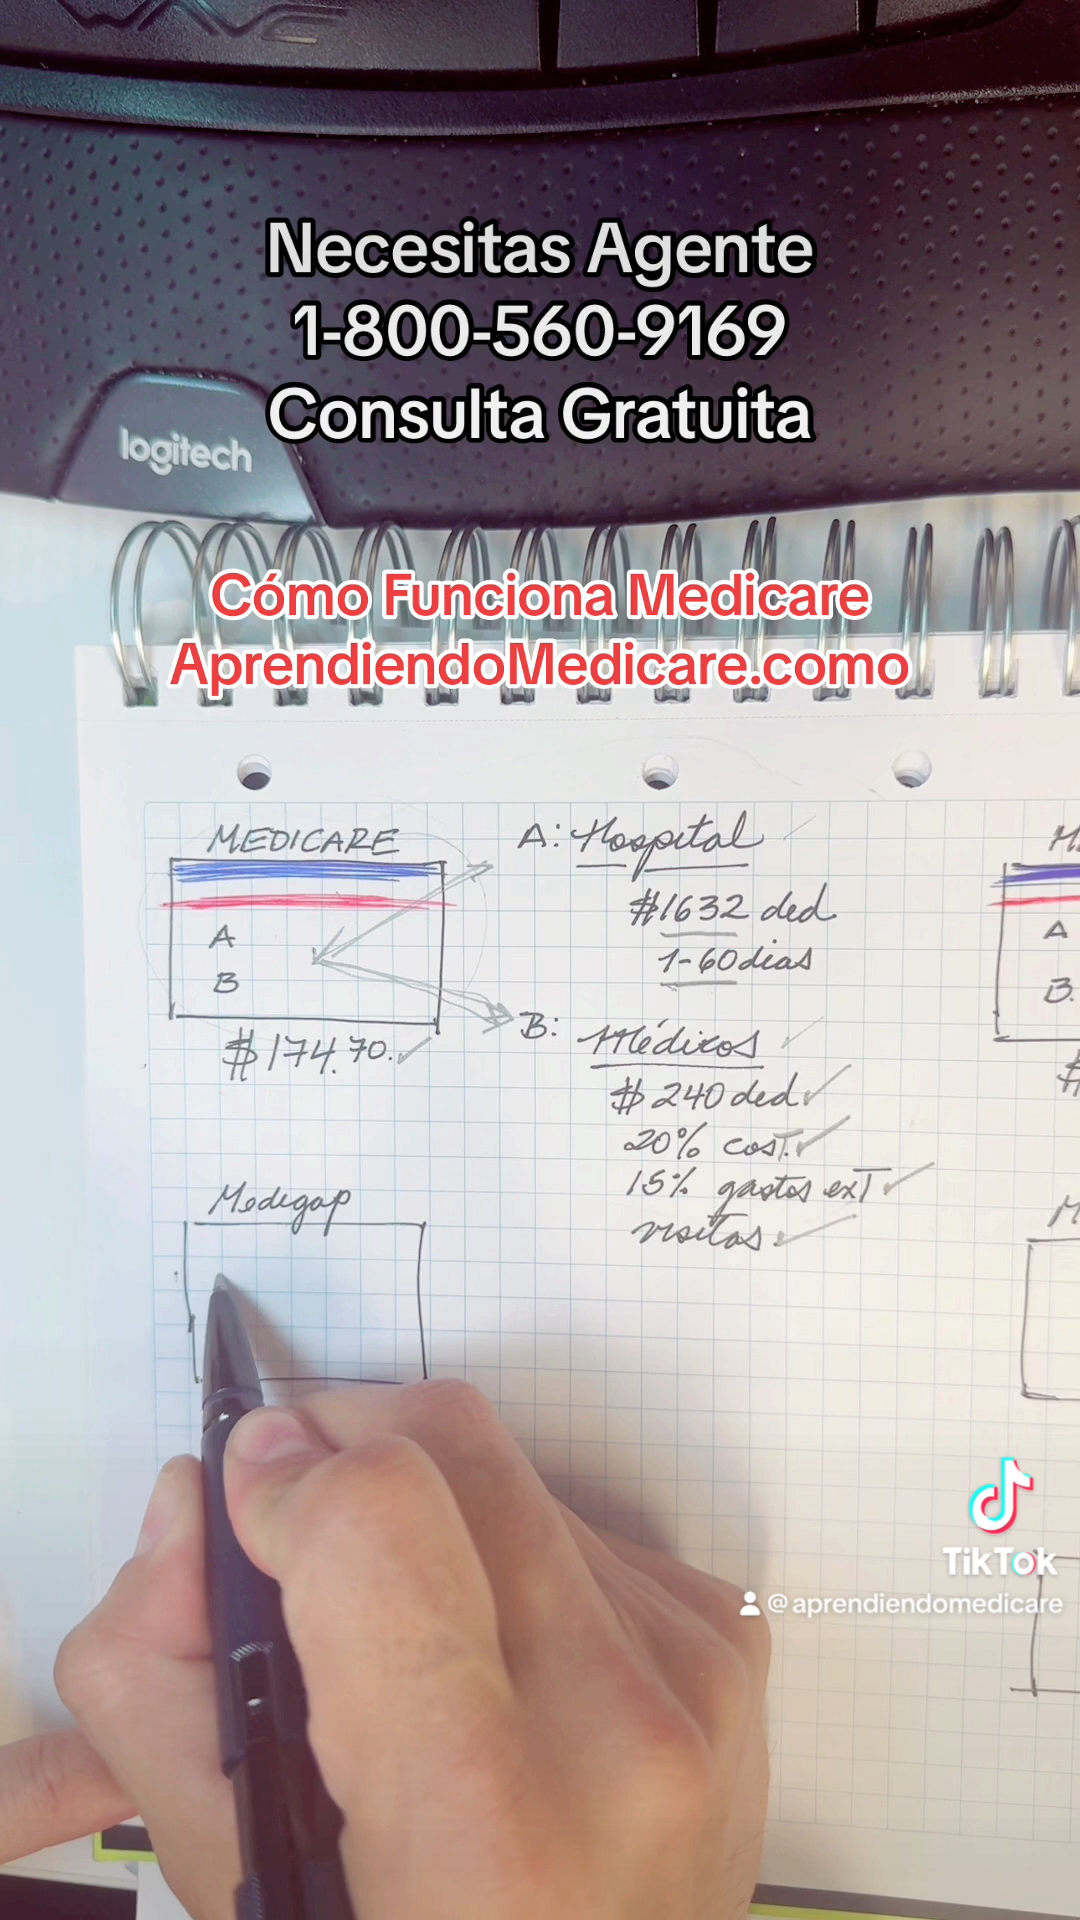 WAVE
Necesitas Agente
1-800-560-9169
Consulta Gratuita
logitech
Cómo Funciona Medicare
AprendiendoMedicare.como
MEDICARE
A
B
$174.70.
A: Hospital
$1632 ded
1-60 dias
B: Médicos
$240 ded
20% cost.
15% gastos ext
visitas
Medigap
A
B.
$
TikTok
@aprendiendomedicare